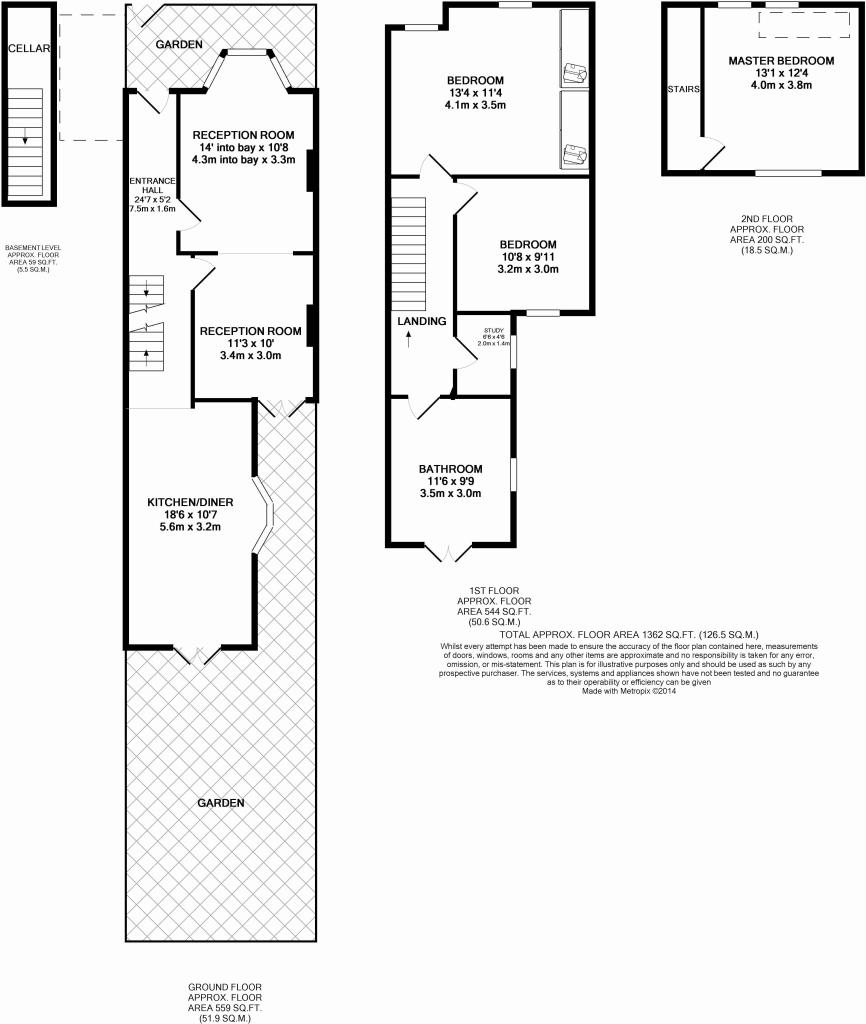 CELLAR
BASEMENT LEVEL
APPROX. FLOOR
AREA 59 SQ.FT.
(5.5 SQ.M.)
GARDEN
RECEPTION ROOM
14' into bay x 10'8
4.3m into bay x 3.3m
ENTRANCE
HALL
24'7 x 5'2
7.5m x 1.6m
RECEPTION ROOM
11'3 x 10'
3.4m x 3.0m
KITCHEN/DINER
18'6 x 10'7
5.6m x 3.2m
GARDEN
GROUND FLOOR
APPROX. FLOOR
AREA 559 SQ.FT.
(51.9 SQ.M.)
BEDROOM
13'4 x 11'4
4.1m x 3.5m
BEDROOM
10'8 x 9'11
3.2m x 3.0m
LANDING
STUDY
6'6 x 4'6
2.0m x 1.4m
BATHROOM
11'6 x 9'9
3.5m x 3.0m
1ST FLOOR
APPROX. FLOOR
AREA 544 SQ.FT.
(50.6 SQ.M.)
STAIRS
MASTER BEDROOM
13'1 x 12'4
4.0m x 3.8m
2ND FLOOR
APPROX. FLOOR
AREA 200 SQ.FT.
(18.5 SQ.M.)
TOTAL APPROX. FLOOR AREA 1362 SQ.FT. (126.5 SQ.M.)
Whilst every attempt has been made to ensure the accuracy of the floor plan contained here, measurements
of doors, windows, rooms and any other items are approximate and no responsibility is taken for any error,
omission, or mis-statement. This plan is for illustrative purposes only and should be used as such by any
prospective purchaser. The services, systems and appliances shown have not been tested and no guarantee
as to their operability or efficiency can be given
Made with Metropix ©2014